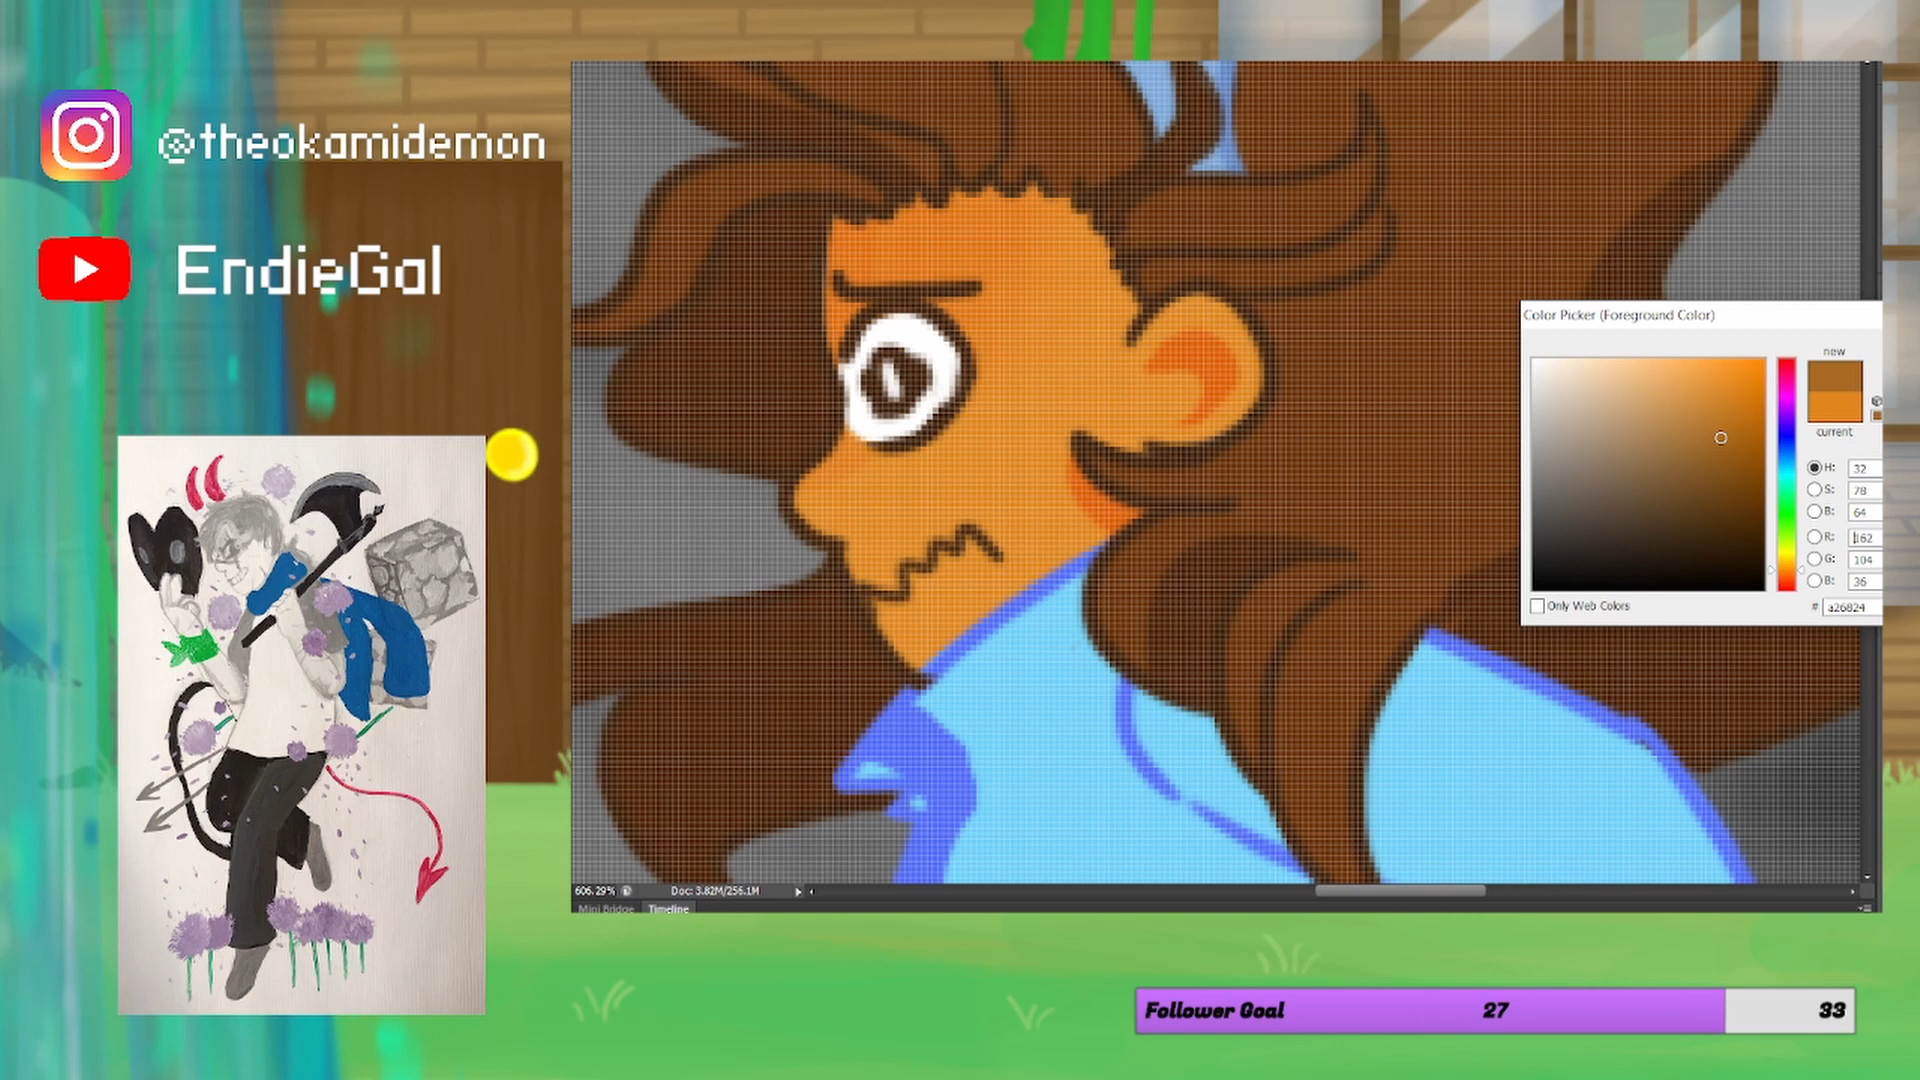 @theokamidemon
EndieGal
Color Picker (Foreground Color)
new
current
H: 32
S: 78
B: 64
R: 162
G: 104
B: 36
Only Web Colors
# a26824
606.29%
Doc: 3.82M/256.1M
Mini Bridge
Timeline
Follower Goal 27 33